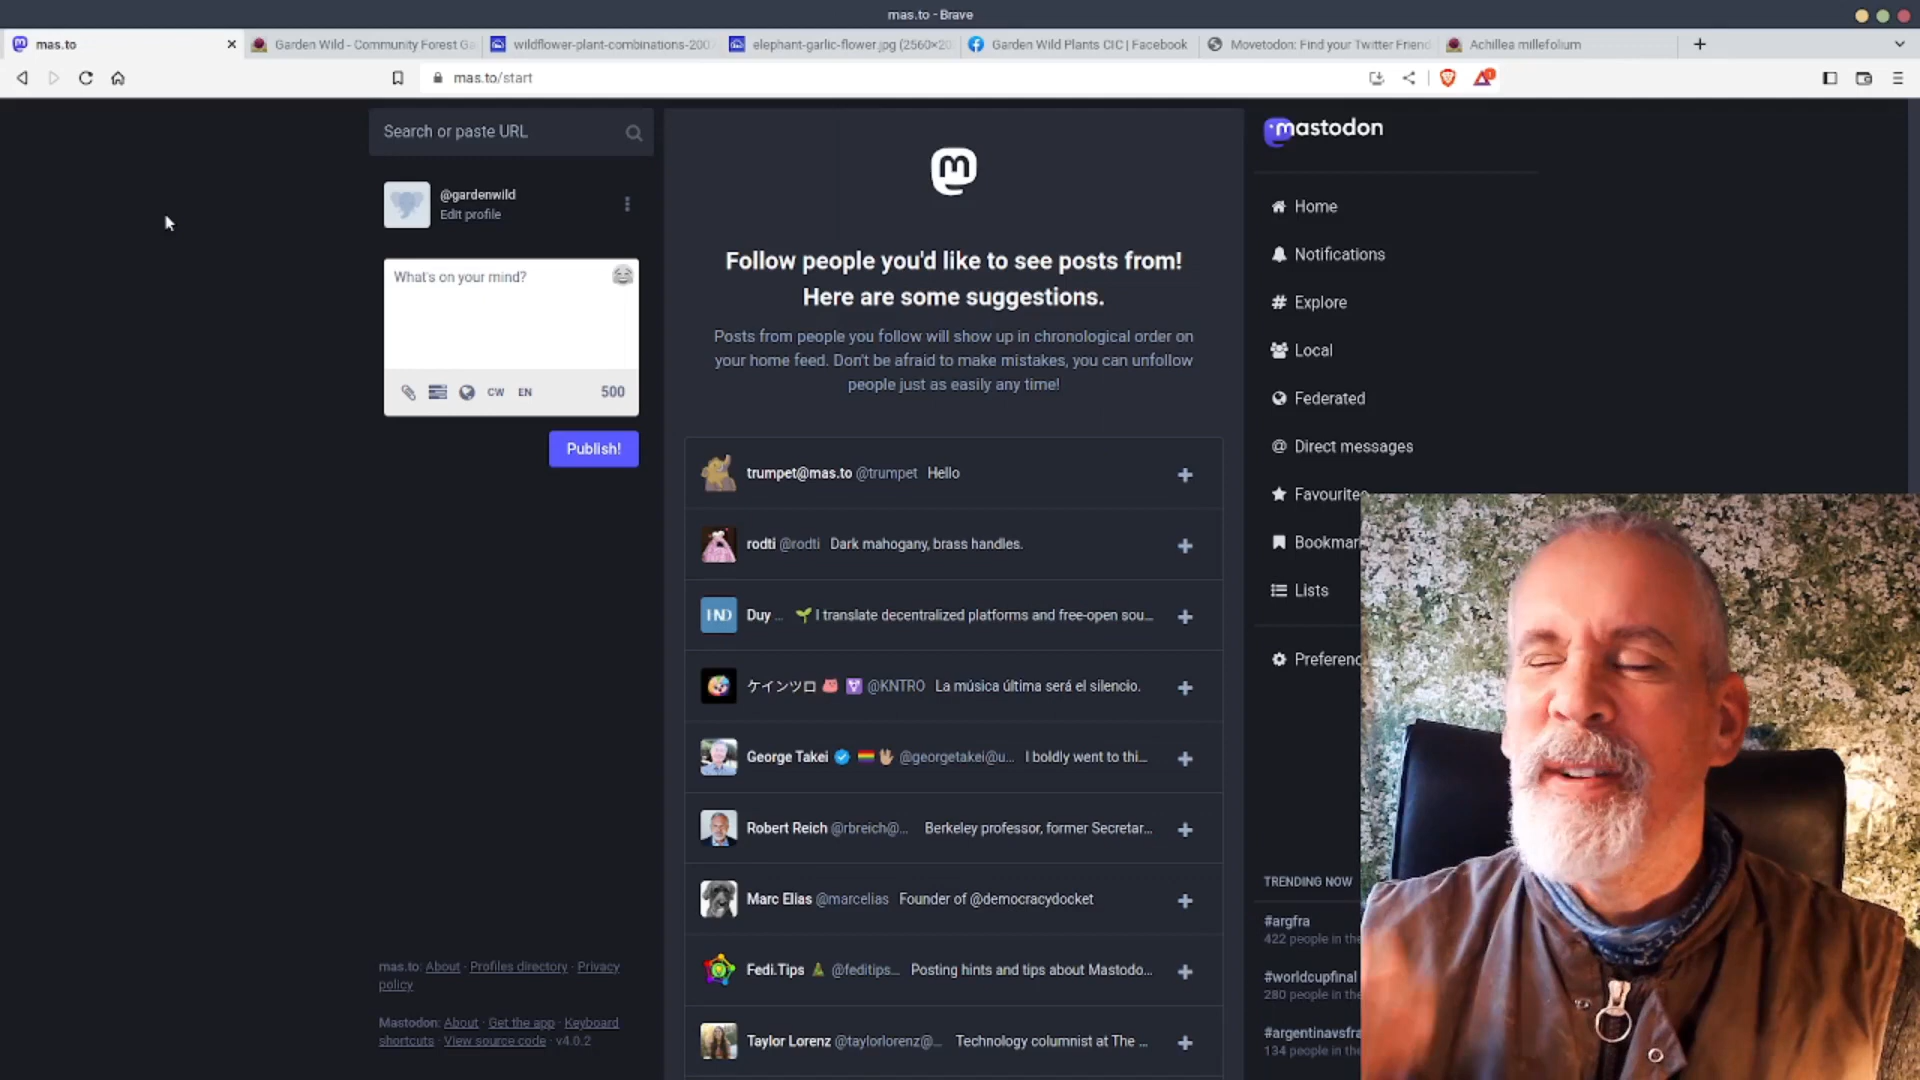 mas.to - Brave
mas.to
Garden Wild - Community Forest Ga
wildflower-plant-combinations-200
elephant-garlic-flower.jpg (2560×20
Garden Wild Plants CIC | Facebook
Movetodon: Find your Twitter Friend
Achillea millefolium
mas.to/start
Search or paste URL
@gardenwild
Edit profile
What's on your mind?
CW EN 500
Publish!
mas.to: About · Profiles directory · Privacy
policy
Mastodon: About · Get the app · Keyboard
shortcuts · View source code · v4.0.2
Follow people you'd like to see posts from!
Here are some suggestions.
Posts from people you follow will show up in chronological order on
your home feed. Don't be afraid to make mistakes, you can unfollow
people just as easily any time!
trumpet@mas.to @trumpet Hello
rodti @rodti Dark mahogany, brass handles.
Duy ... I translate decentralized platforms and free-open sou...
ケインツロ @KNTRO La música última será el silencio.
George Takei @georgetakei@u... I boldly went to thi...
Robert Reich @rbreich@... Berkeley professor, former Secretar...
Marc Elias @marcelias Founder of @democracydocket
Fedi.Tips @feditips... Posting hints and tips about Mastodo...
Taylor Lorenz @taylorlorenz@... Technology columnist at The ...
mastodon
Home
Notifications
# Explore
Local
Federated
@ Direct messages
Favourites
Bookmar
Lists
Preferenc
TRENDING NOW
#argfra
422 people in the
#worldcupfinal
280 people in the
#argentinavsfra
134 people in the